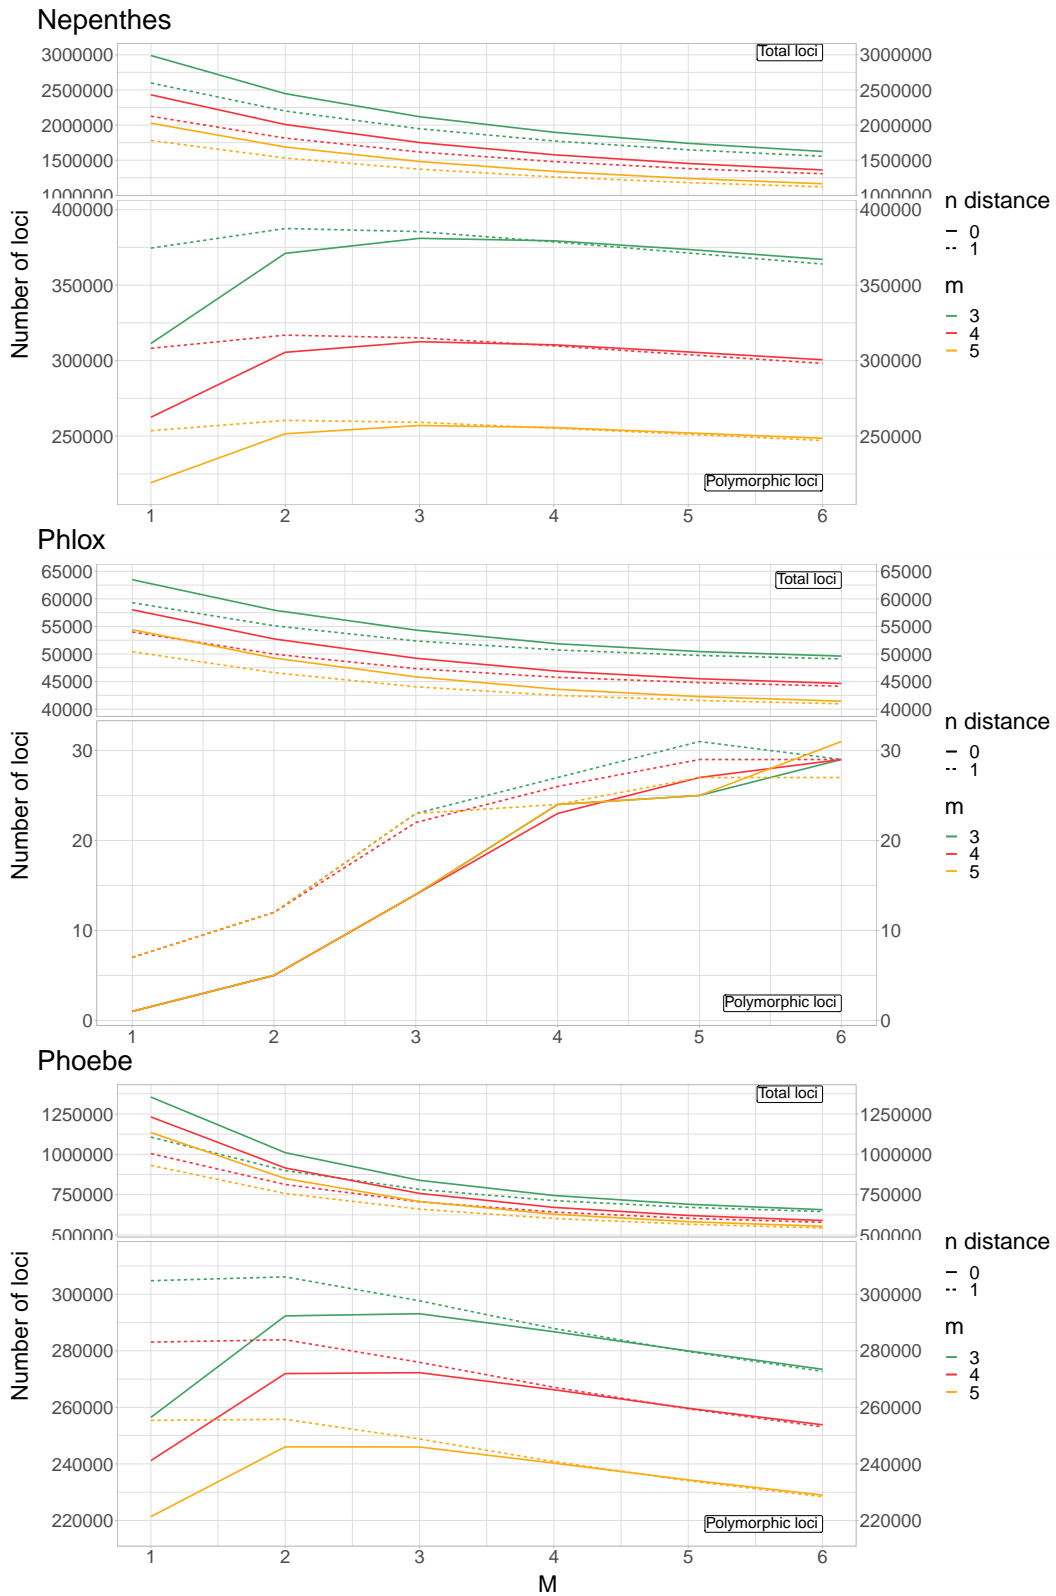 Nepenthes
Total loci
3000000 3000000
2500000 2500000
2000000 2000000
1500000 1500000
1000000 1000000
400000 400000
350000 350000
300000 300000
250000 250000
Number of loci
Polymorphic loci
1 2 3 4 5 6
n distance
0
1
m
3
4
5
Phlox
Total loci
65000 65000
60000 60000
55000 55000
50000 50000
45000 45000
40000 40000
30 30
20 20
10 10
0 0
Number of loci
Polymorphic loci
1 2 3 4 5 6
n distance
0
1
m
3
4
5
Phoebe
Total loci
1250000 1250000
1000000 1000000
750000 750000
500000 500000
300000 300000
280000 280000
260000 260000
240000 240000
220000 220000
Number of loci
Polymorphic loci
1 2 3 4 5 6
M
n distance
0
1
m
3
4
5